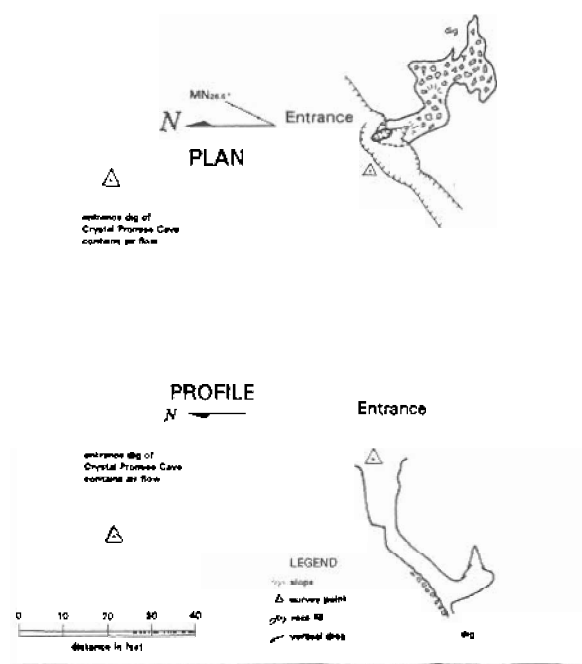 dig
MN
N
Entrance
PLAN
entrance dig of
Crystal Promise Cave
contains air flow
PROFILE
N
Entrance
entrance dig of
Crystal Promise Cave
contains air flow
LEGEND
slope
survey point
rock fill
vertical drop
0 10 20 30 40
distance in feet
dig